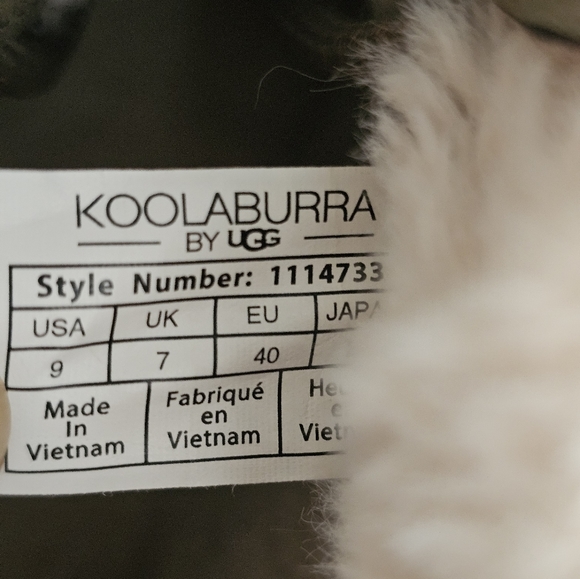 KOOLABURRA
BY UGG
Style Number: 1114733
USA UK EU
9 7 40
Made In Vietnam
Fabriqué en Vietnam